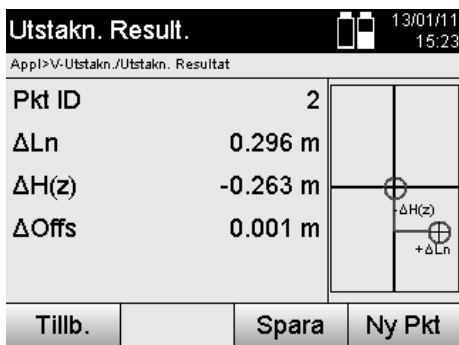 Utstakn. Result.
13/01/11
15:23
Appl>V-Utstakn./Utstakn. Resultat
Pkt ID 2
ΔLn 0.296 m
ΔH(z) -0.263 m
ΔOffs 0.001 m
-ΔH(z)
+ΔLn
Tillb. Spara Ny Pkt